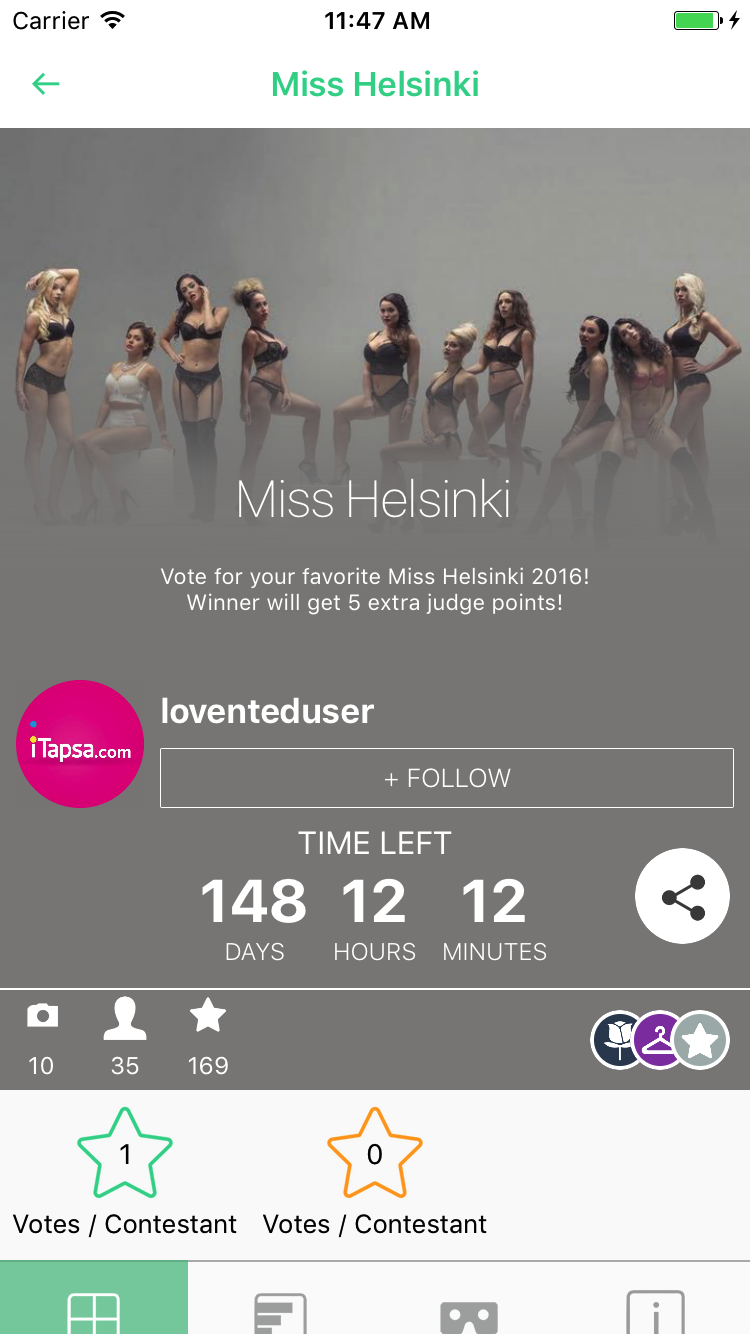 Carrier 11:47 AM
Miss Helsinki
Miss Helsinki
Vote for your favorite Miss Helsinki 2016!
Winner will get 5 extra judge points!
loventeduser
iTapsa.com
+ FOLLOW
TIME LEFT
148 12 12
DAYS HOURS MINUTES
10 35 169
1 0
Votes / Contestant Votes / Contestant